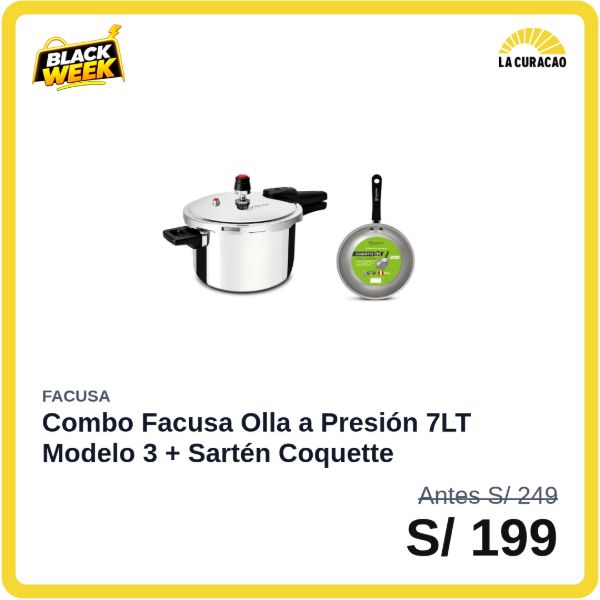 BLACK
WEEK
LA CURACAO
FACUSA
Combo Facusa Olla a Presión 7LT
Modelo 3 + Sartén Coquette
Antes S/ 249
S/ 199